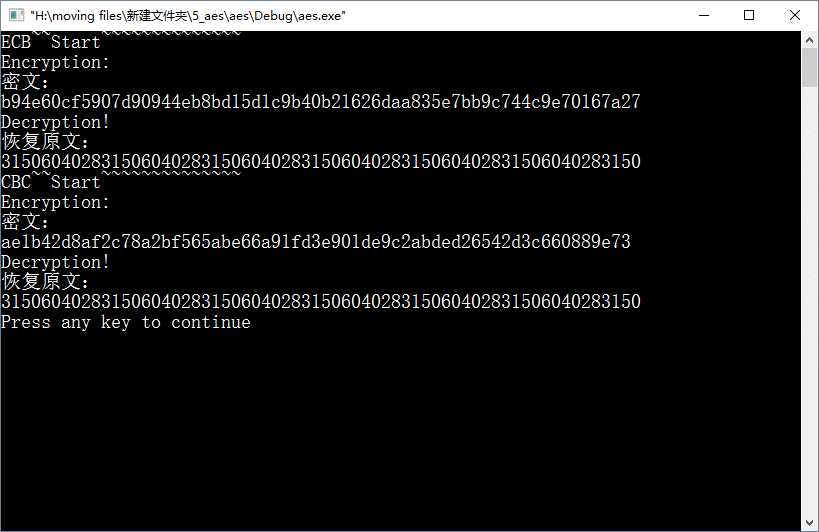 "H:\moving files\新建文件夹\5_aes\aes\Debug\aes.exe"
ECB~~Start~~~~~~~~~~~~~~
Encryption:
密文：
b94e60cf5907d90944eb8bd15d1c9b40b21626daa835e7bb9c744c9e70167a27
Decryption!
恢复原文：
3150604028315060402831506040283150604028315060402831506040283150
CBC~~Start~~~~~~~~~~~~~~
Encryption:
密文：
ae1b42d8af2c78a2bf565abe66a91fd3e901de9c2abded26542d3c660889e73
Decryption!
恢复原文：
3150604028315060402831506040283150604028315060402831506040283150
Press any key to continue